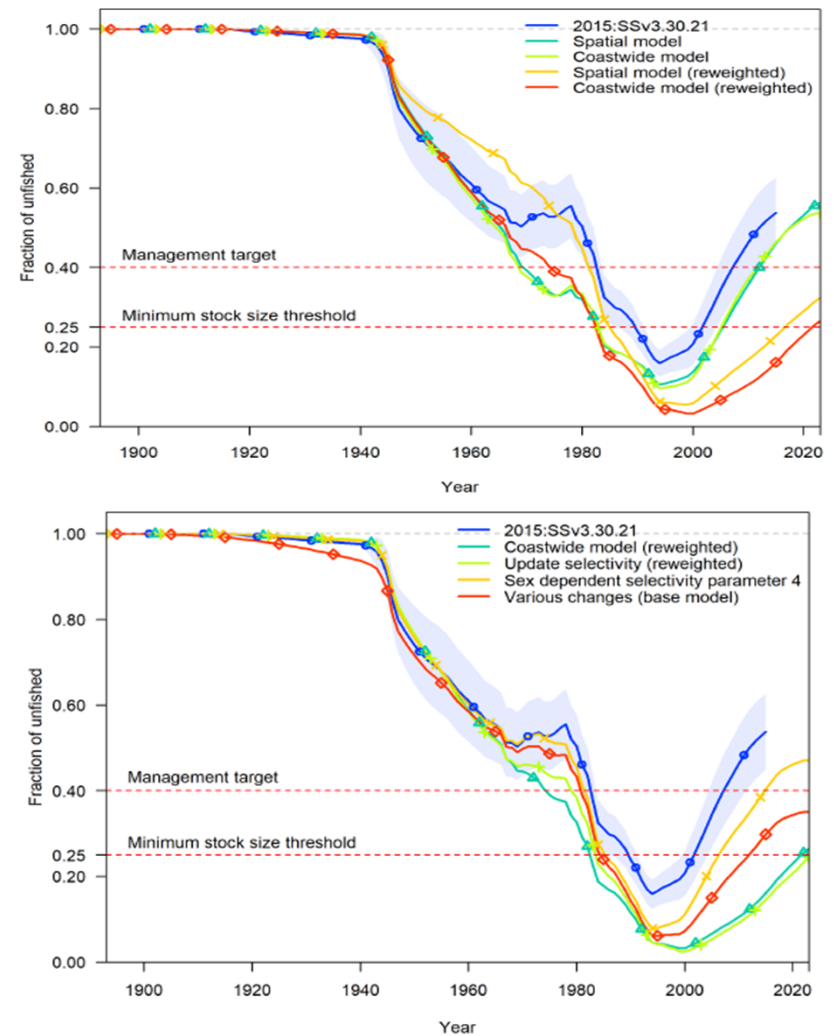 2015:SSv3.30.21
Spatial model
Coastwide model
Spatial model (reweighted)
Coastwide model (reweighted)
Fraction of unfished
1.00
0.80
0.60
0.40
0.25
0.20
0.00
Management target
Minimum stock size threshold
1900 1920 1940 1960 1980 2000 2020
Year
2015:SSv3.30.21
Coastwide model (reweighted)
Update selectivity (reweighted)
Sex dependent selectivity parameter 4
Various changes (base model)
Fraction of unfished
1.00
0.80
0.60
0.40
0.25
0.20
0.00
Management target
Minimum stock size threshold
1900 1920 1940 1960 1980 2000 2020
Year